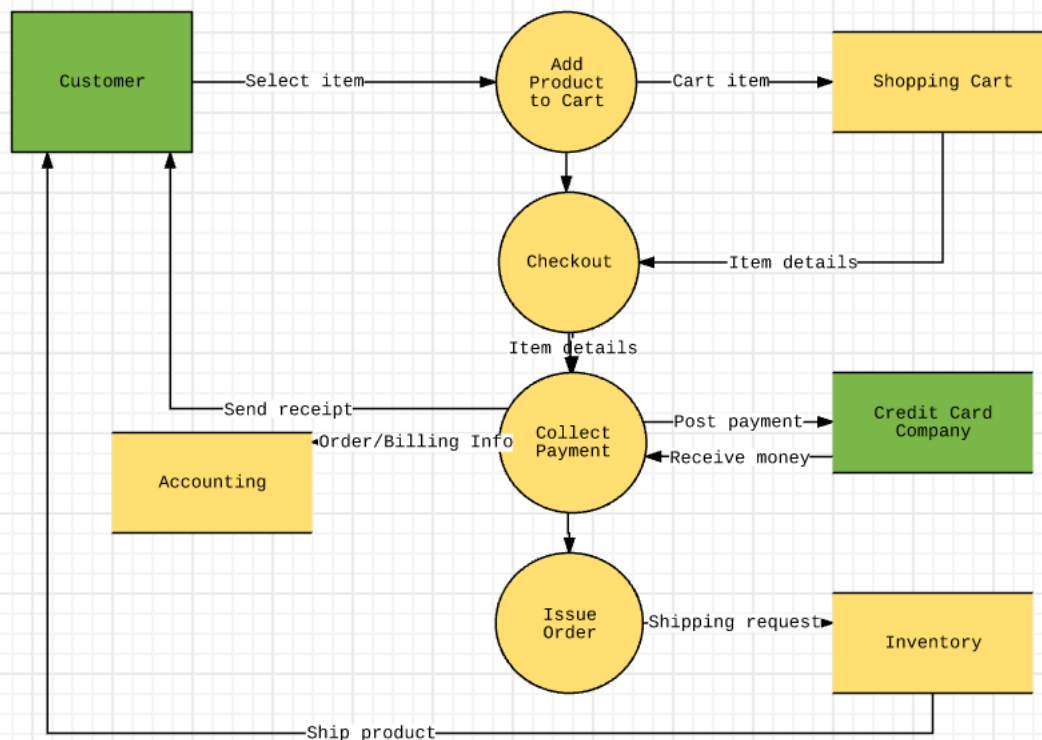 Customer
Select item
Add
Product
to Cart
Cart item
Shopping Cart
Checkout
Item details
Item details
Send receipt
Order/Billing Info
Collect
Payment
Post payment
Receive money
Credit Card
Company
Accounting
Issue
Order
Shipping request
Inventory
Ship product